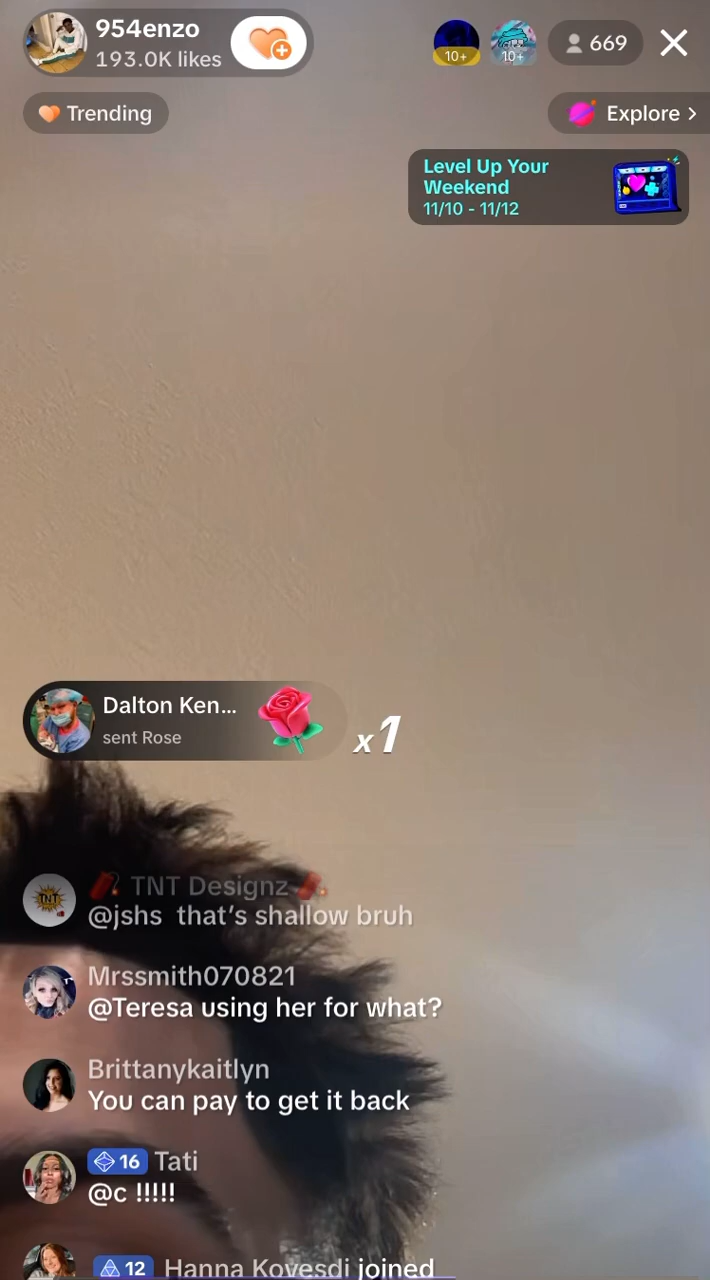 954enzo
193.0K likes
10+
10+
669
Trending
Explore >
Level Up Your
Weekend
11/10 - 11/12
Dalton Ken...
sent Rose
x1
TNT
TNT Designz
@jshs that's shallow bruh
Mrssmith070821
@Teresa using her for what?
Brittanykaitlyn
You can pay to get it back
16 Tati
@c !!!!!
12 Hanna Kovesdi joined